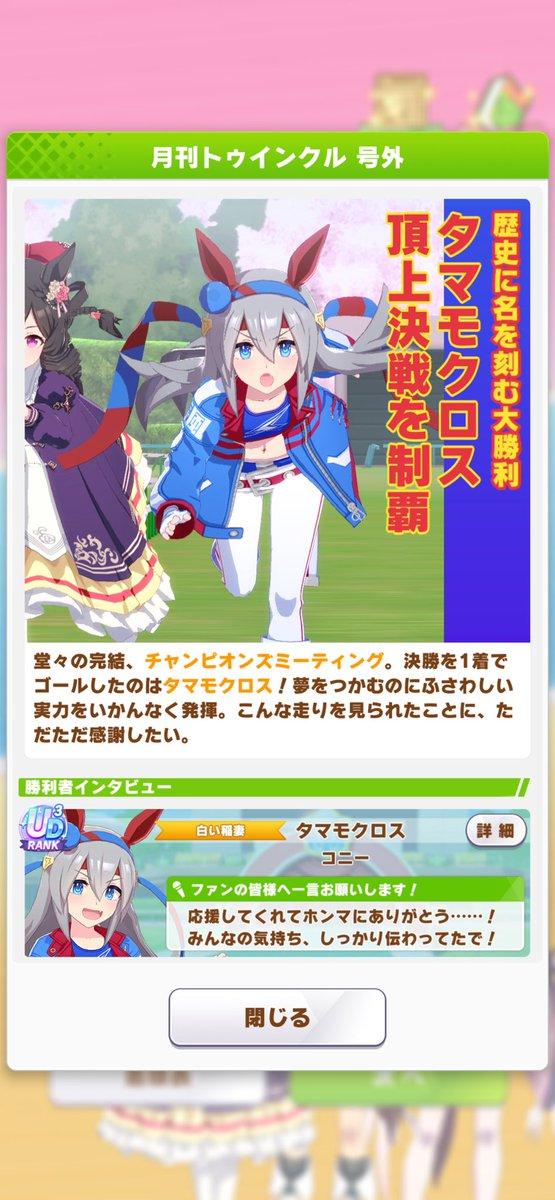 月刊トゥインクル 号外
歴史に名を刻む大勝利
タマモクロス
頂上決戦を制覇
堂々の完結、チャンピオンズミーティング。決勝を1着で
ゴールしたのはタマモクロス！夢をつかむのにふさわしい
実力をいかんなく発揮。こんな走りを見られたことに、た
だただ感謝したい。
勝利者インタビュー
UD3
RANK
白い稲妻
タマモクロス
詳細
コニー
ファンの皆様へ一言お願いします！
応援してくれてホンマにありがとう……！
みんなの気持ち、しっかり伝わってたで！
閉じる